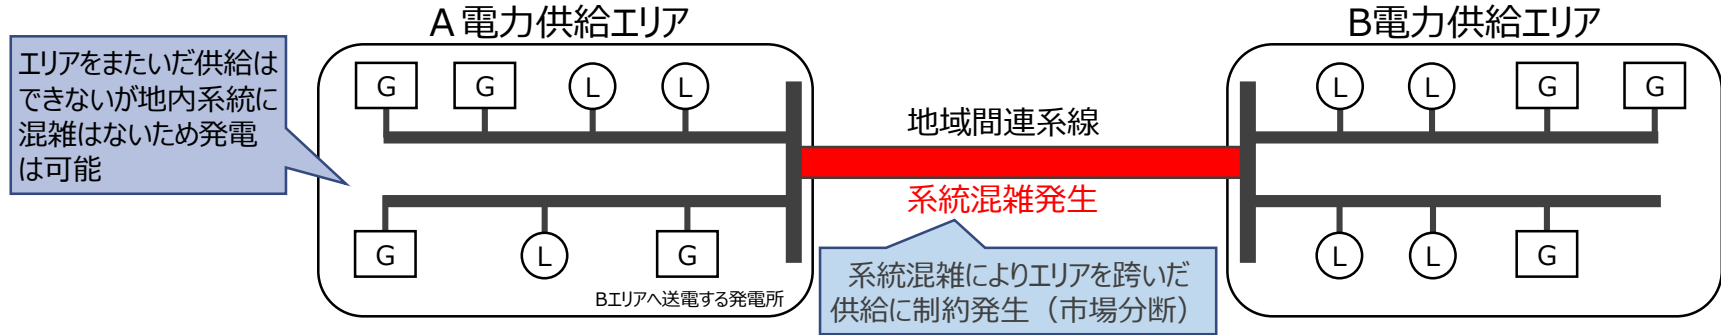 A電力供給エリア
B電力供給エリア
エリアをまたいだ供給は
できないが地内系統に
混雑はないため発電
は可能
G G L L
地域間連系線
L L G G
系統混雑発生
G L G
L L G
Bエリアへ送電する発電所
系統混雑によりエリアを跨いだ
供給に制約発生（市場分断）